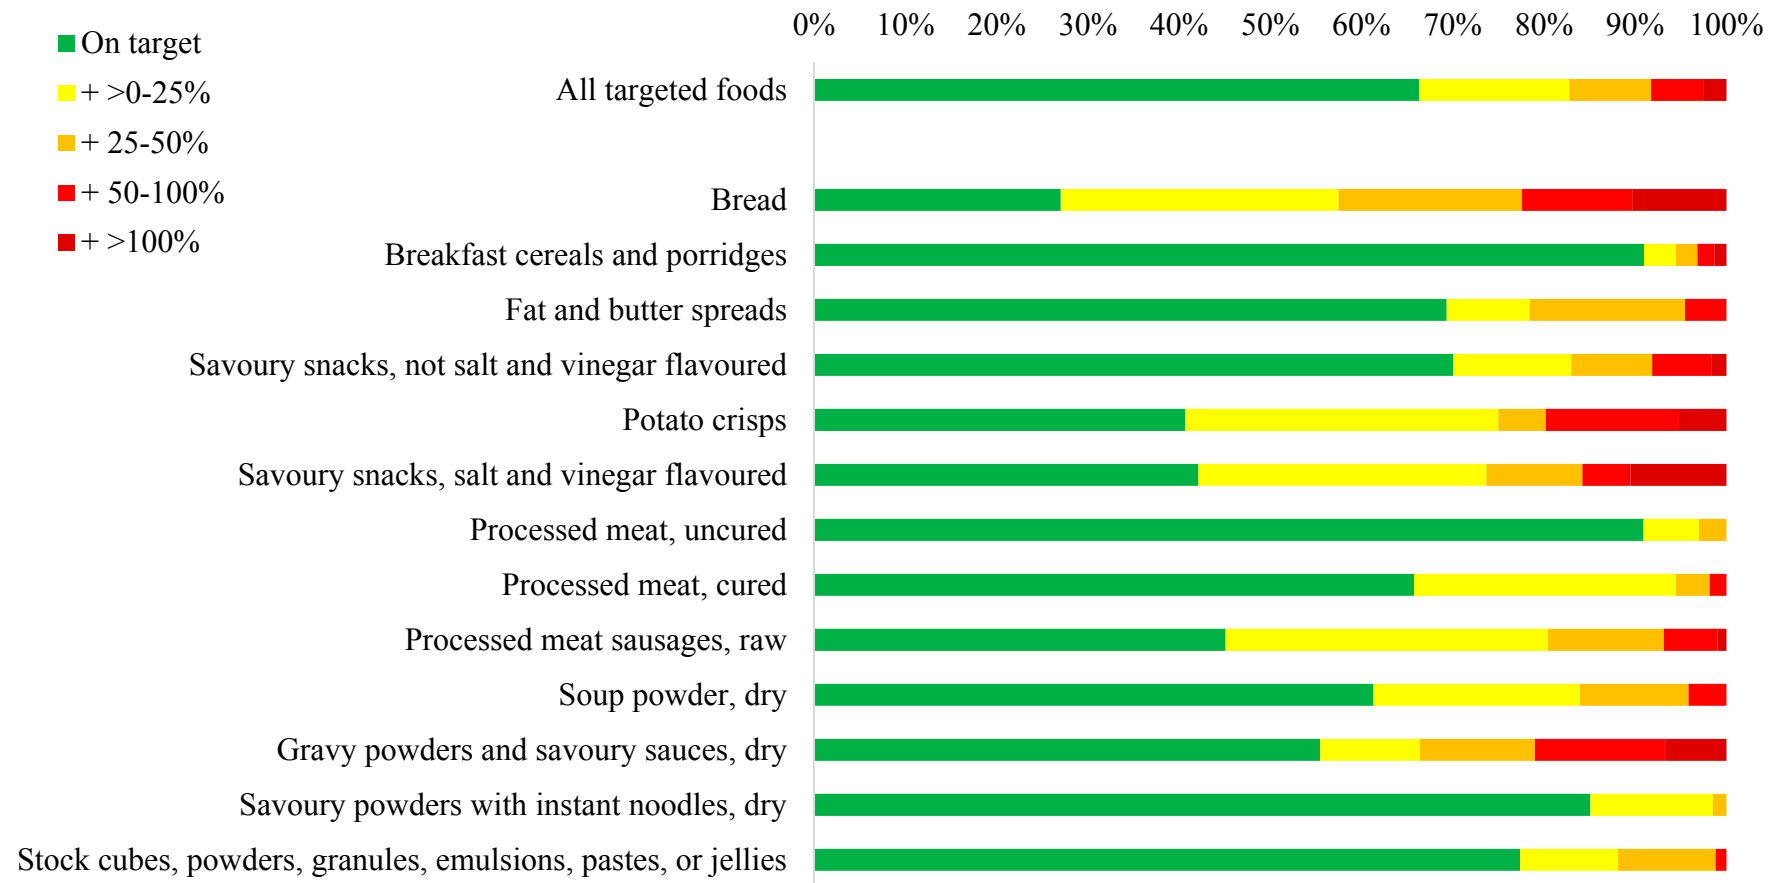 0% 10% 20% 30% 40% 50% 60% 70% 80% 90% 100%
On target
+ >0-25%
+ 25-50%
+ 50-100%
+ >100%
All targeted foods
Bread
Breakfast cereals and porridges
Fat and butter spreads
Savoury snacks, not salt and vinegar flavoured
Potato crisps
Savoury snacks, salt and vinegar flavoured
Processed meat, uncured
Processed meat, cured
Processed meat sausages, raw
Soup powder, dry
Gravy powders and savoury sauces, dry
Savoury powders with instant noodles, dry
Stock cubes, powders, granules, emulsions, pastes, or jellies